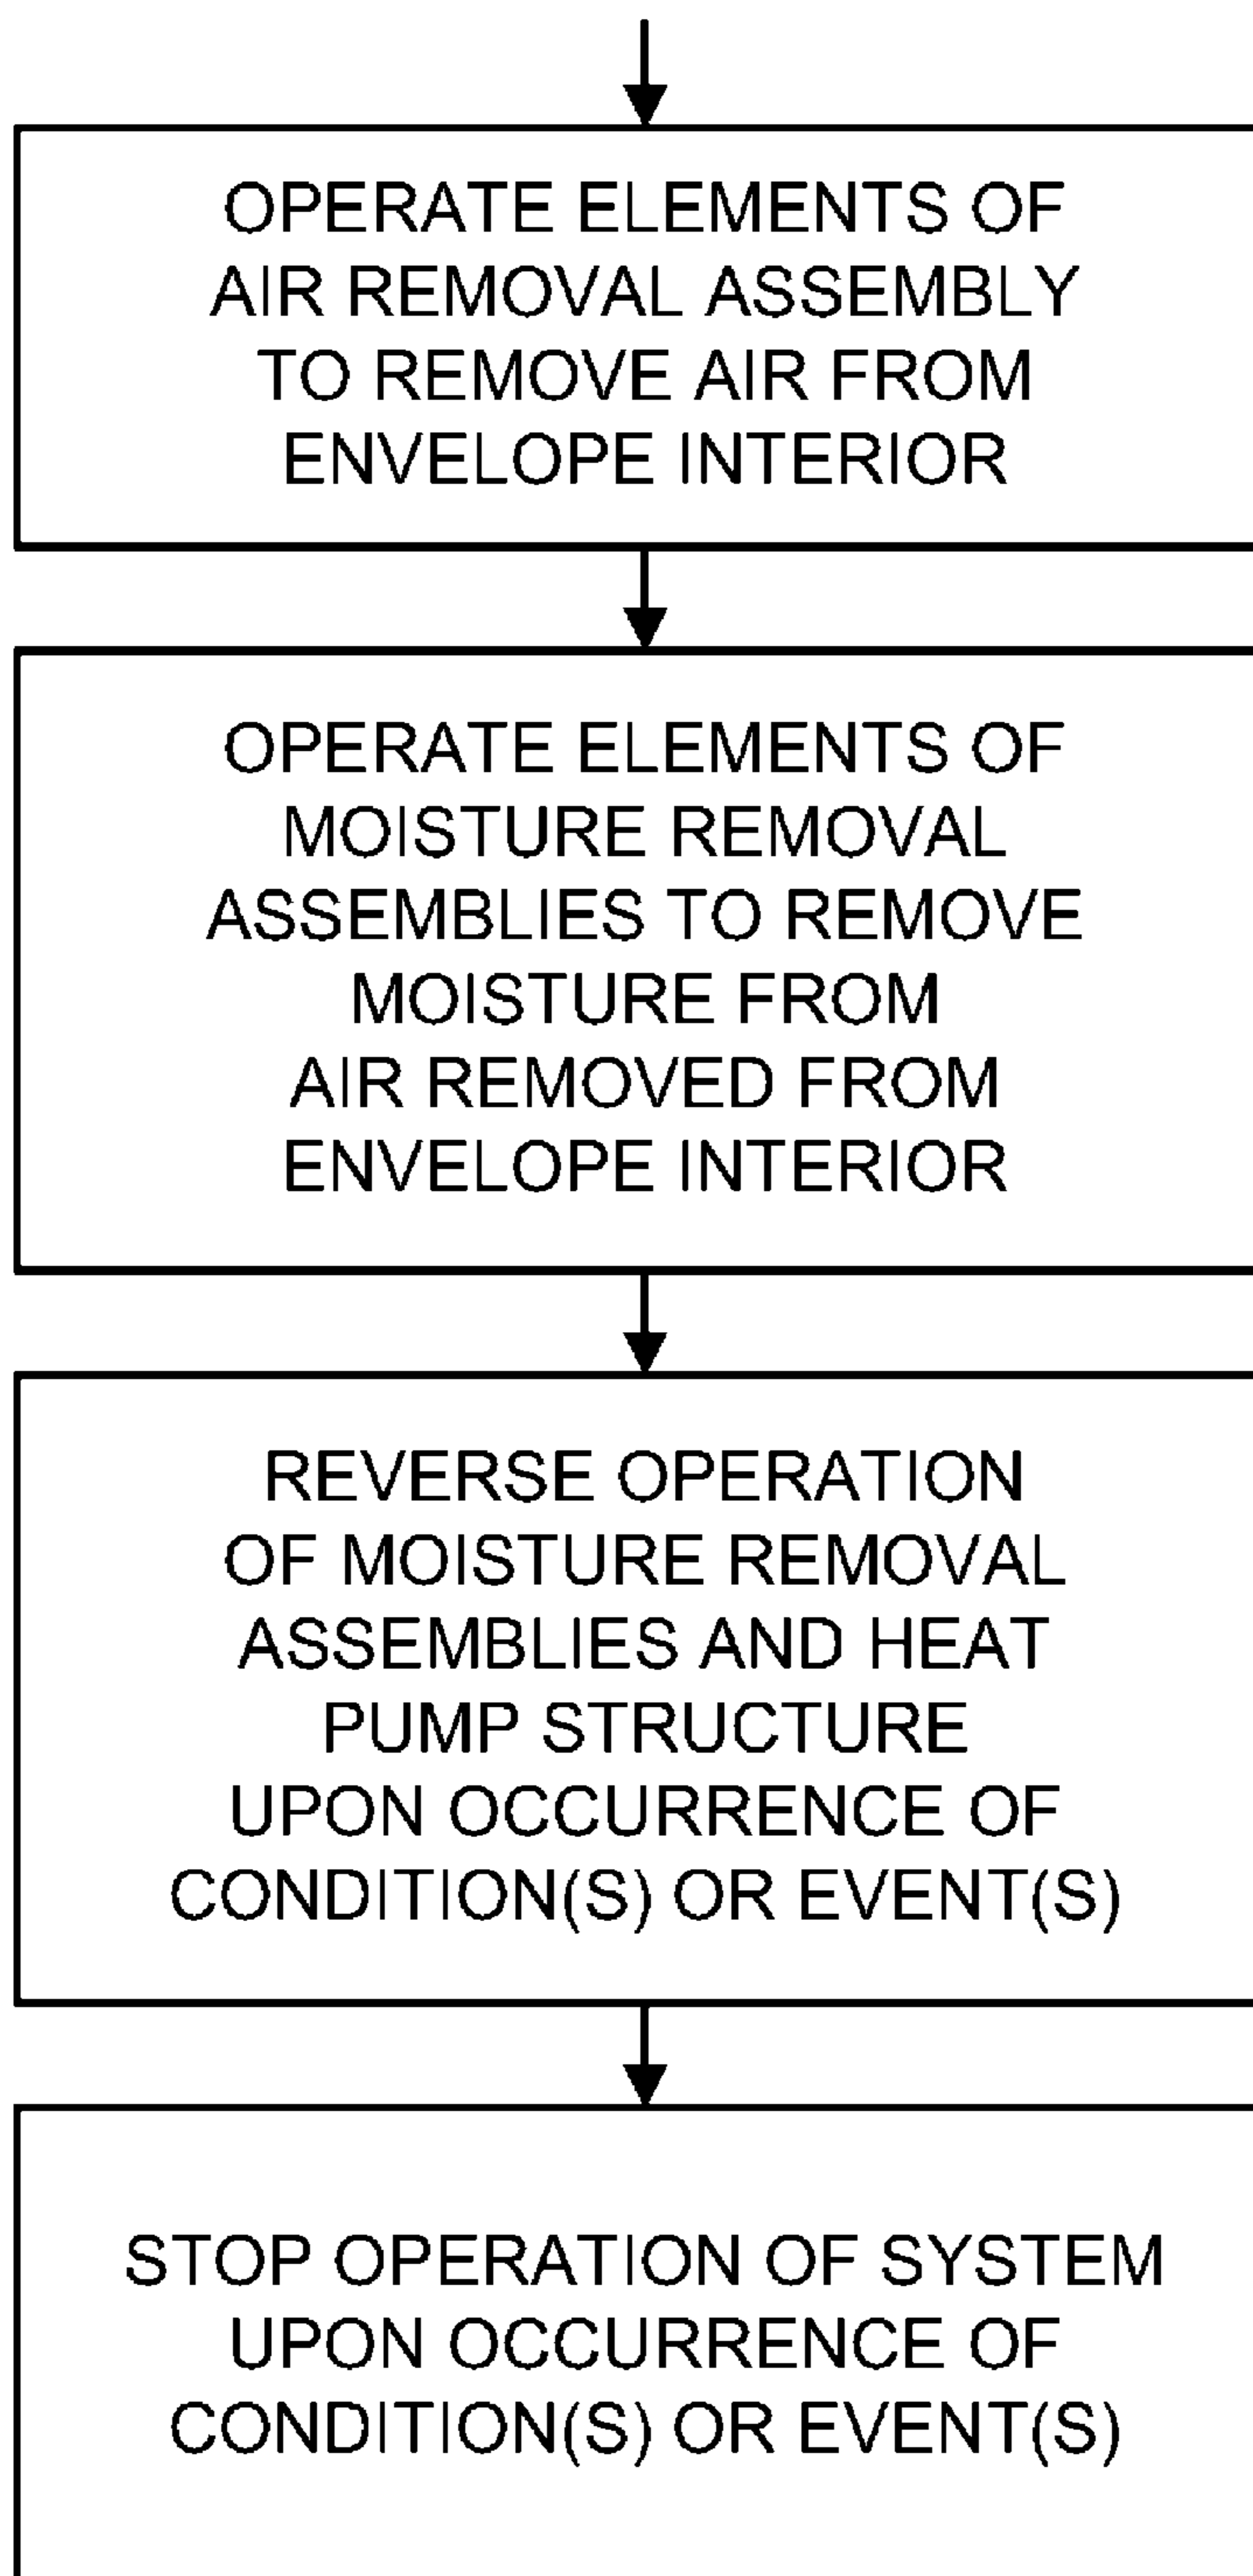 OPERATE ELEMENTS OF
AIR REMOVAL ASSEMBLY
TO REMOVE AIR FROM
ENVELOPE INTERIOR
OPERATE ELEMENTS OF
MOISTURE REMOVAL
ASSEMBLIES TO REMOVE
MOISTURE FROM
AIR REMOVED FROM
ENVELOPE INTERIOR
REVERSE OPERATION
OF MOISTURE REMOVAL
ASSEMBLIES AND HEAT
PUMP STRUCTURE
UPON OCCURRENCE OF
CONDITION(S) OR EVENT(S)
STOP OPERATION OF SYSTEM
UPON OCCURRENCE OF
CONDITION(S) OR EVENT(S)